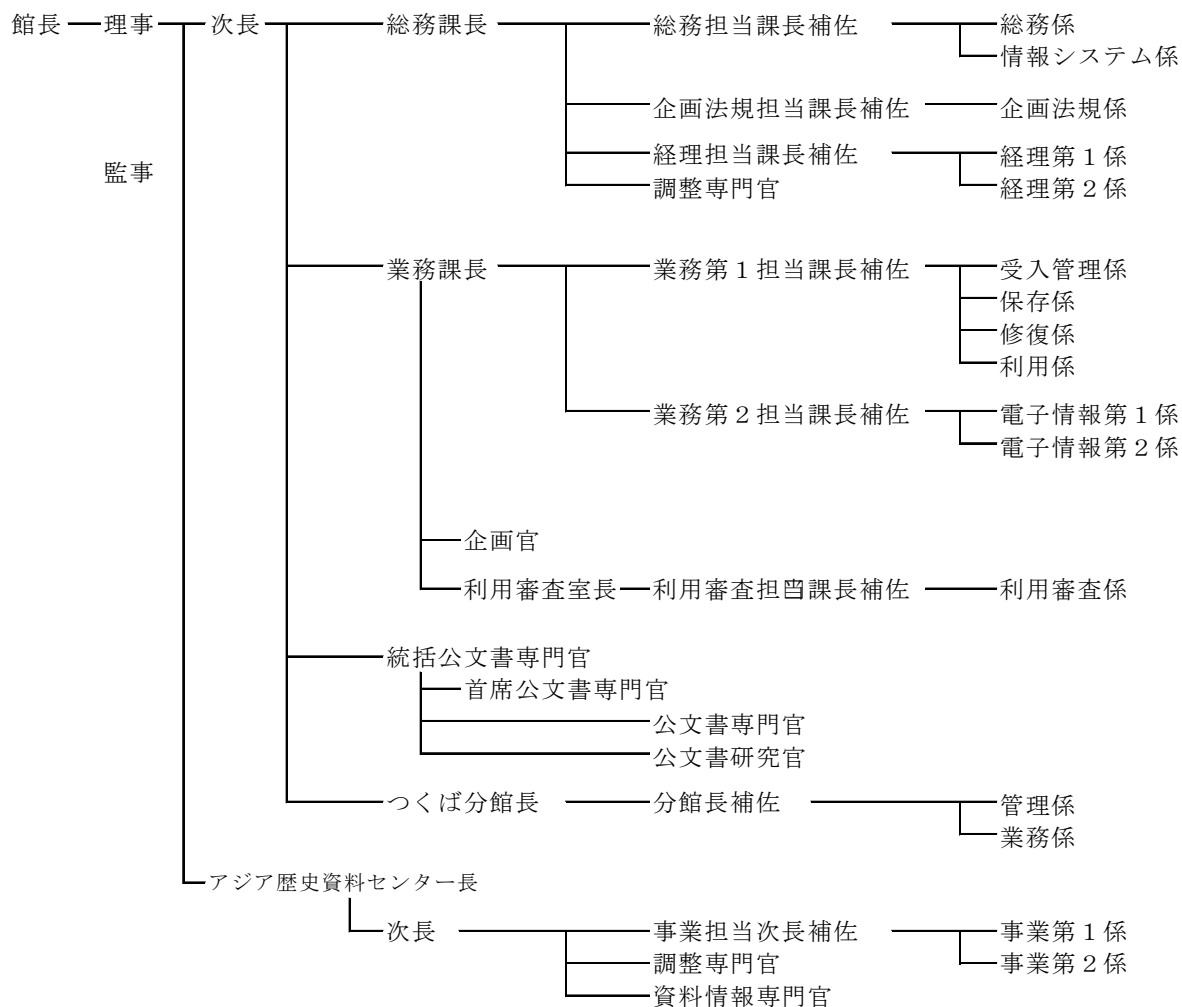 館長 理事 次長 総務課長 総務担当課長補佐 総務係
情報システム係
企画法規担当課長補佐 企画法規係
経理担当課長補佐 経理第１係
監事
調整専門官 経理第２係
業務課長 業務第１担当課長補佐 受入管理係
保存係
修復係
利用係
業務第２担当課長補佐 電子情報第１係
電子情報第２係
企画官
利用審査室長 利用審査担当課長補佐 利用審査係
統括公文書専門官
首席公文書専門官
公文書専門官
公文書研究官
つくば分館長 分館長補佐 管理係
業務係
アジア歴史資料センター長
次長 事業担当次長補佐 事業第１係
調整専門官 事業第２係
資料情報専門官